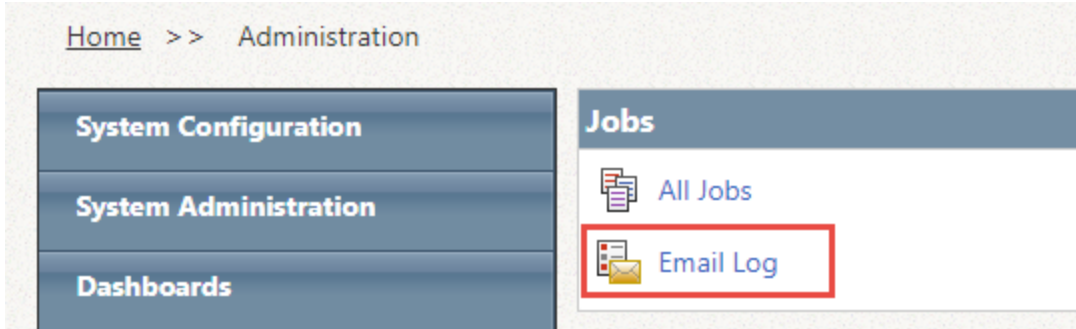 Home >> Administration
System Configuration
System Administration
Dashboards
Jobs
All Jobs
Email Log